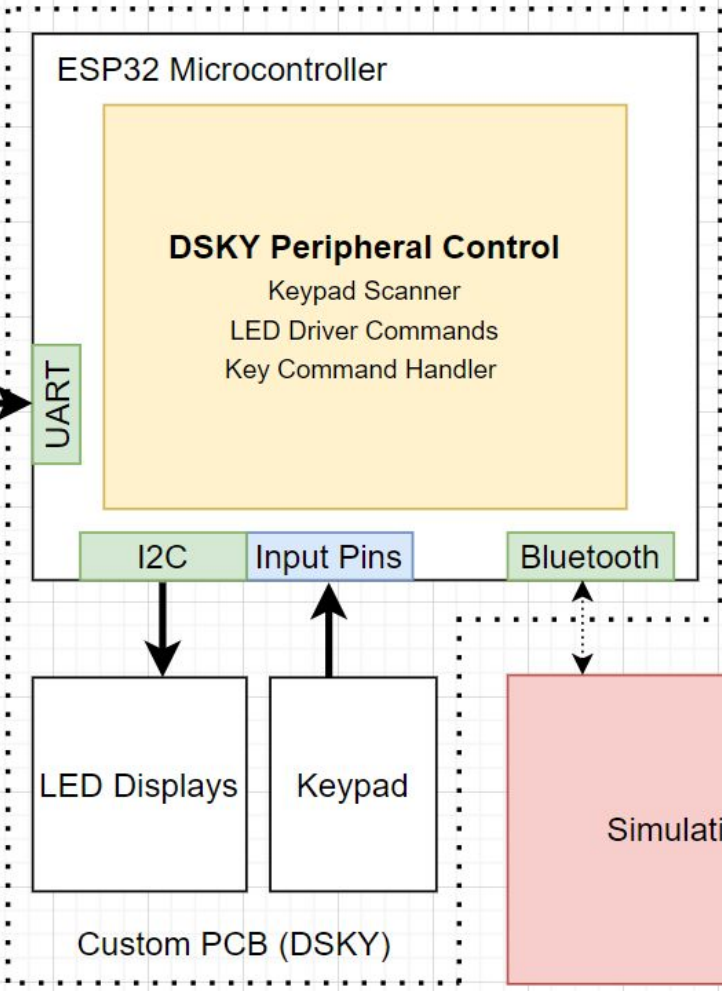 ESP32 Microcontroller
DSKY Peripheral Control
Keypad Scanner
LED Driver Commands
Key Command Handler
UART
I2C
Input Pins
Bluetooth
LED Displays
Keypad
Simulati
Custom PCB (DSKY)